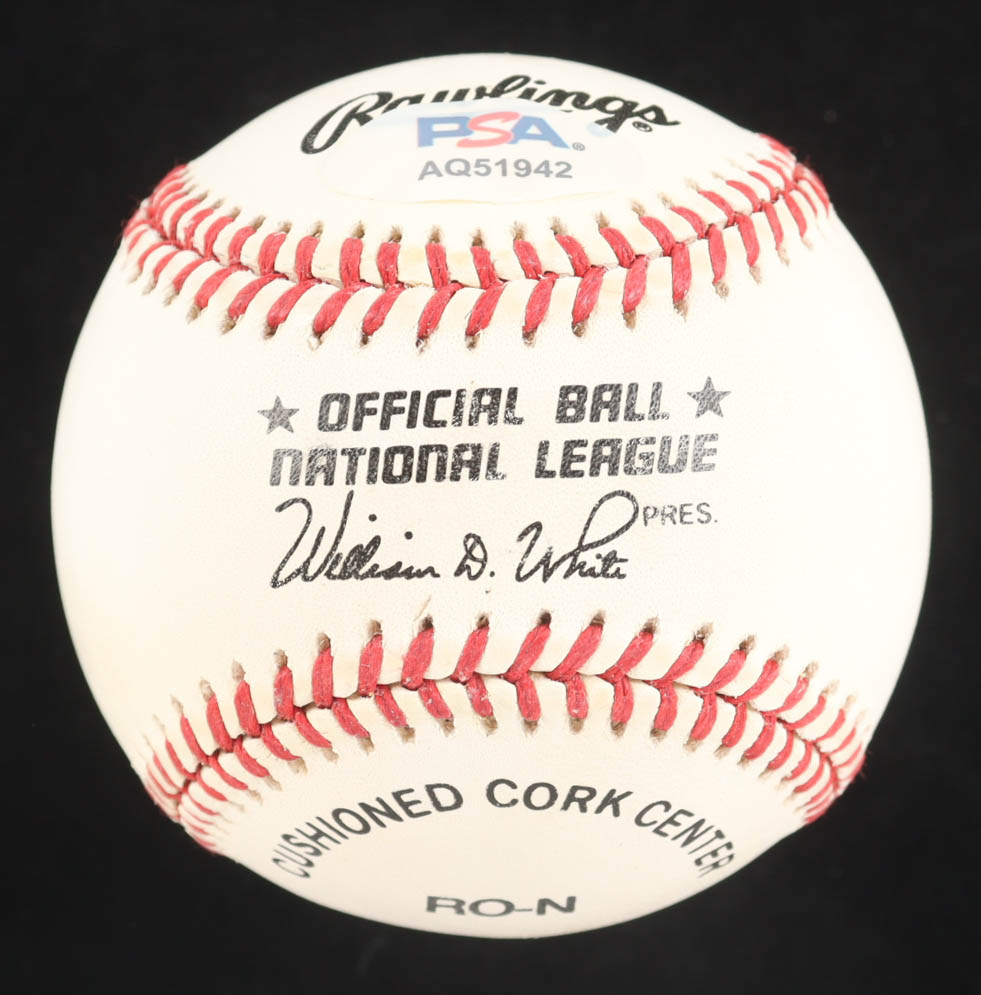 Rawlings®
PSA®
AQ51942
★ OFFICIAL BALL ★
NATIONAL LEAGUE
William D. White PRES.
CUSHIONED CORK CENTER
RO-N